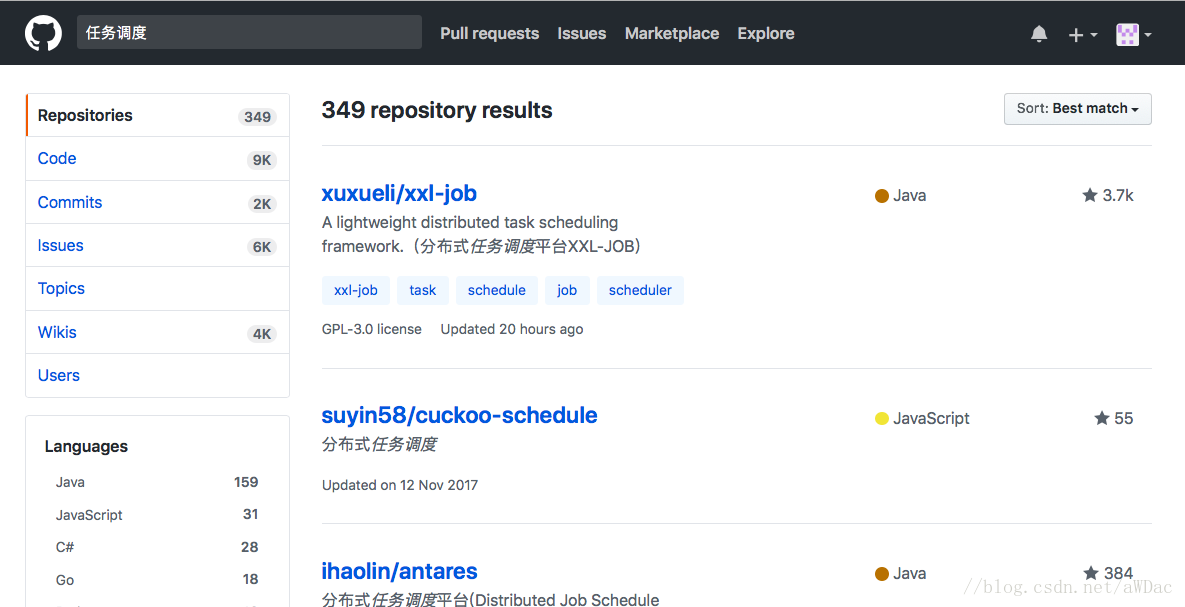 任务调度
Pull requests Issues Marketplace Explore
Repositories 349
Code 9K
Commits 2K
Issues 6K
Topics
Wikis 4K
Users
Languages
Java 159
JavaScript 31
C# 28
Go 18
349 repository results
Sort: Best match
xuxueli/xxl-job
Java
3.7k
A lightweight distributed task scheduling
framework.（分布式任务调度平台XXL-JOB）
xxl-job task schedule job scheduler
GPL-3.0 license Updated 20 hours ago
suyin58/cuckoo-schedule
JavaScript
55
分布式任务调度
Updated on 12 Nov 2017
ihaolin/antares
Java
384
分布式任务调度平台(Distributed Job Schedule
//blog.csdn.net/aWDac